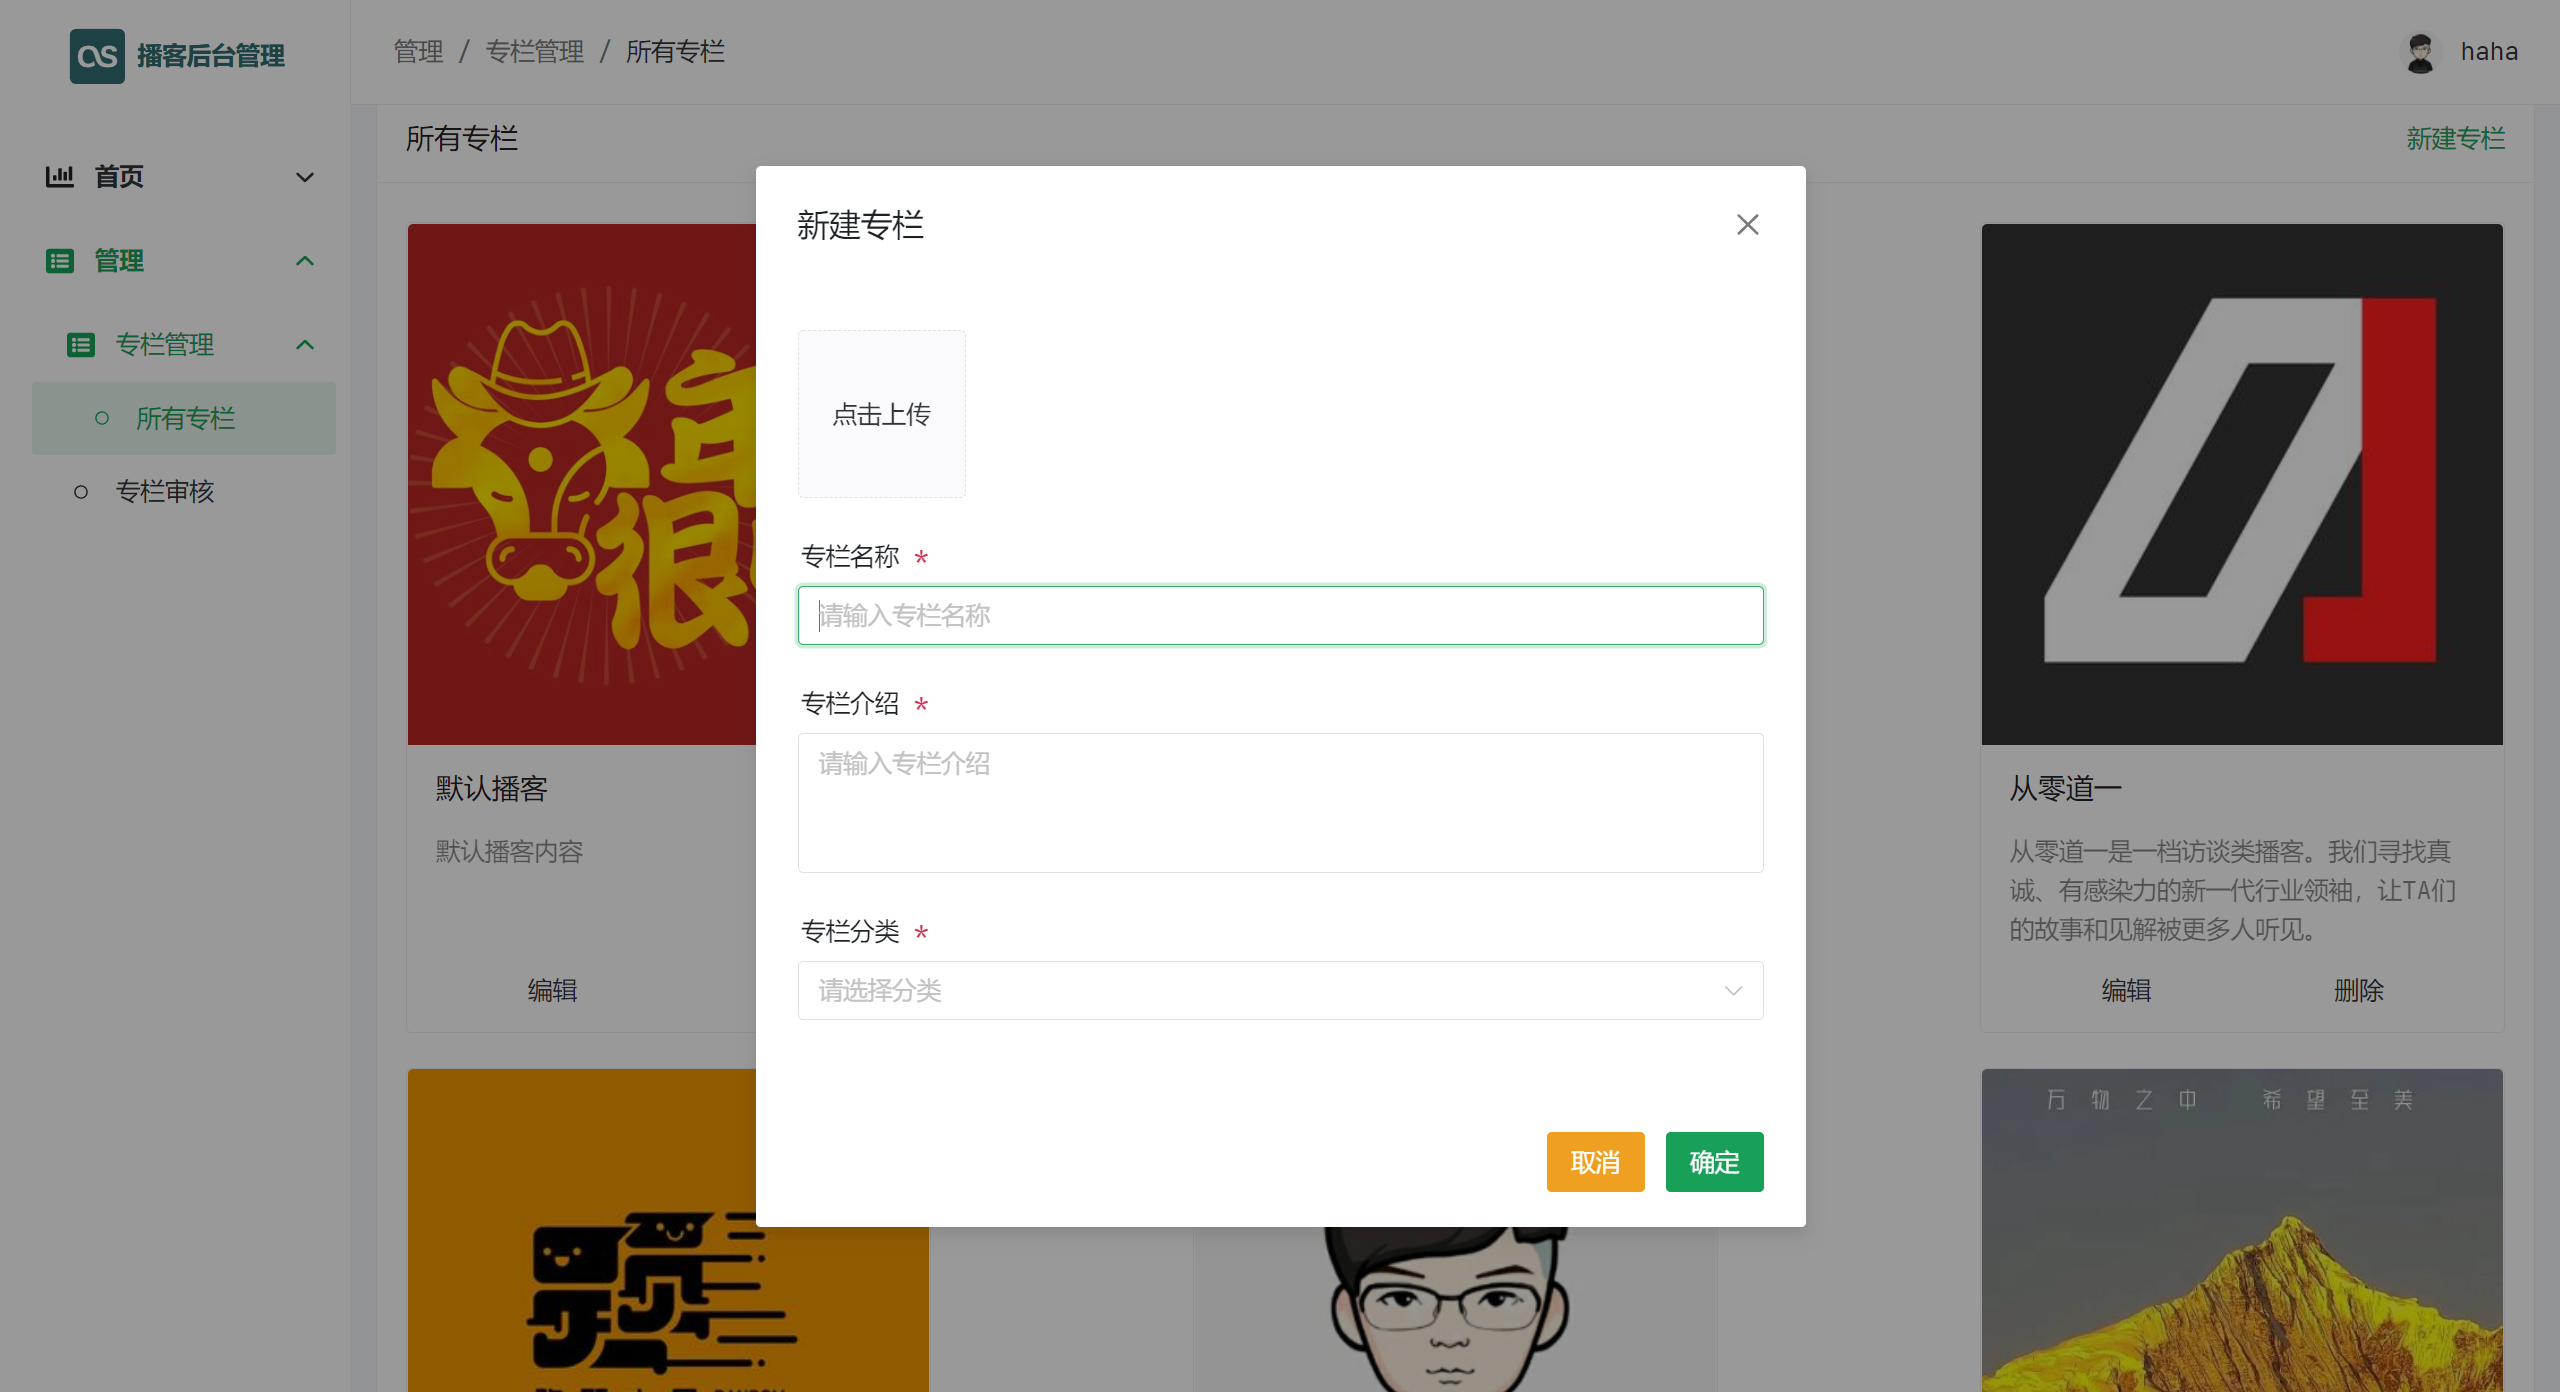 播客后台管理
管理 / 专栏管理 / 所有专栏
haha
首页
管理
专栏管理
所有专栏
专栏审核
所有专栏
新建专栏
新建专栏
点击上传
专栏名称 *
请输入专栏名称
专栏介绍 *
请输入专栏介绍
专栏分类 *
请选择分类
取消
确定
默认播客
默认播客内容
编辑
从零道一
从零道一是一档访谈类播客。我们寻找真
诚、有感染力的新一代行业领袖，让TA们
的故事和见解被更多人听见。
编辑
删除
万物之中 希望至美